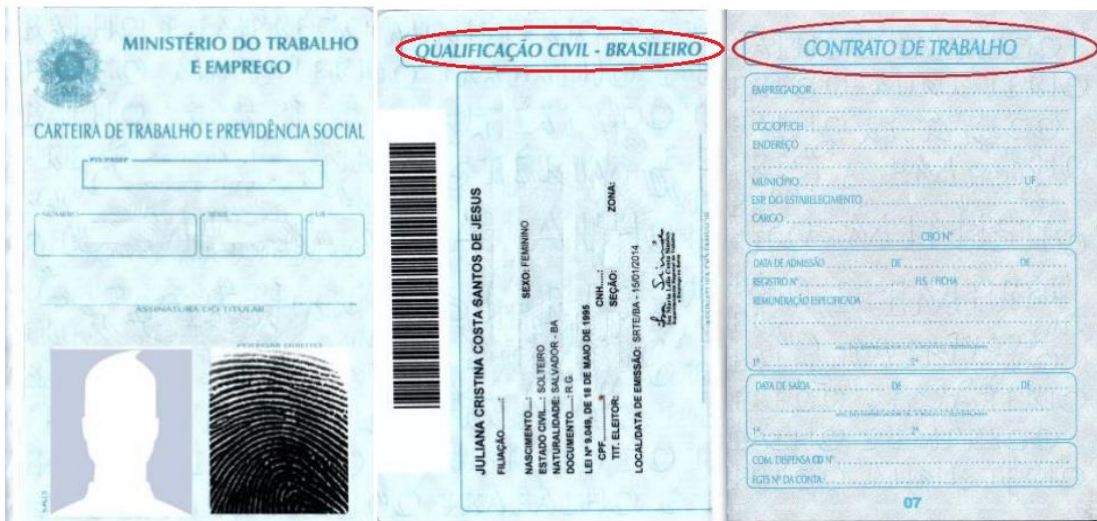 MINISTÉRIO DO TRABALHO
E EMPREGO
CARTEIRA DE TRABALHO E PREVIDÊNCIA SOCIAL
PIS/PASEP
NÚMERO
SÉRIE
UF
ASSINATURA DO TITULAR
POLEGAR DIREITO
QUALIFICAÇÃO CIVIL - BRASILEIRO
JULIANA CRISTINA COSTA SANTOS DE JESUS
FILIAÇÃO.......:
NASCIMENTO.....: SEXO: FEMININO
ESTADO CIVIL...: SOLTEIRO
NATURALIDADE: SALVADOR - BA
DOCUMENTO.....: R.G.
LEI Nº 9.049, DE 18 DE MAIO DE 1995
CPF......: CNH.....:
TIT. ELEITOR: SEÇÃO: ZONA:
LOCAL/DATA DE EMISSÃO: SRTE/BA - 15/01/2014
CONTRATO DE TRABALHO
EMPREGADOR
CGC/CPF/CEI
ENDEREÇO
MUNICÍPIO UF
ESP. DO ESTABELECIMENTO
CARGO
CBO Nº
DATA DE ADMISSÃO DE DE
REGISTRO Nº FLS. / FICHA
REMUNERAÇÃO ESPECIFICADA
1ª 2ª
DATA DE SAÍDA DE DE
1ª 2ª
COM. DISPENSA CD Nº
FGTS Nº DA CONTA
07